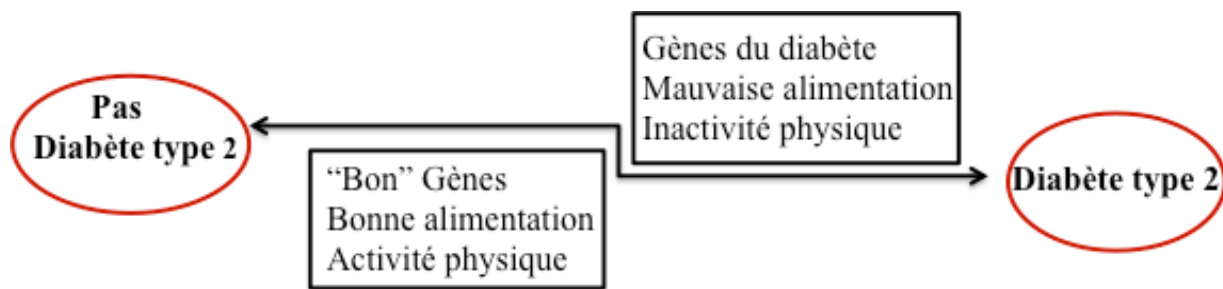 Pas
Diabète type 2
“Bon” Gènes
Bonne alimentation
Activité physique
Gènes du diabète
Mauvaise alimentation
Inactivité physique
Diabète type 2